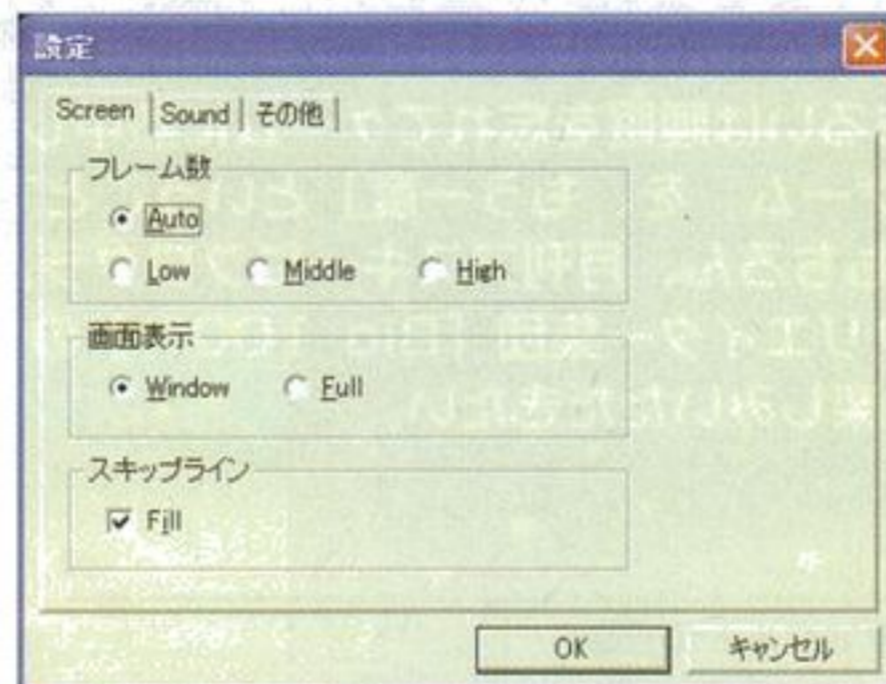 設定
Screen Sound その他
フレーム数
Auto
Low Middle High
画面表示
Window Full
スキップライン
Fill
OK キャンセル